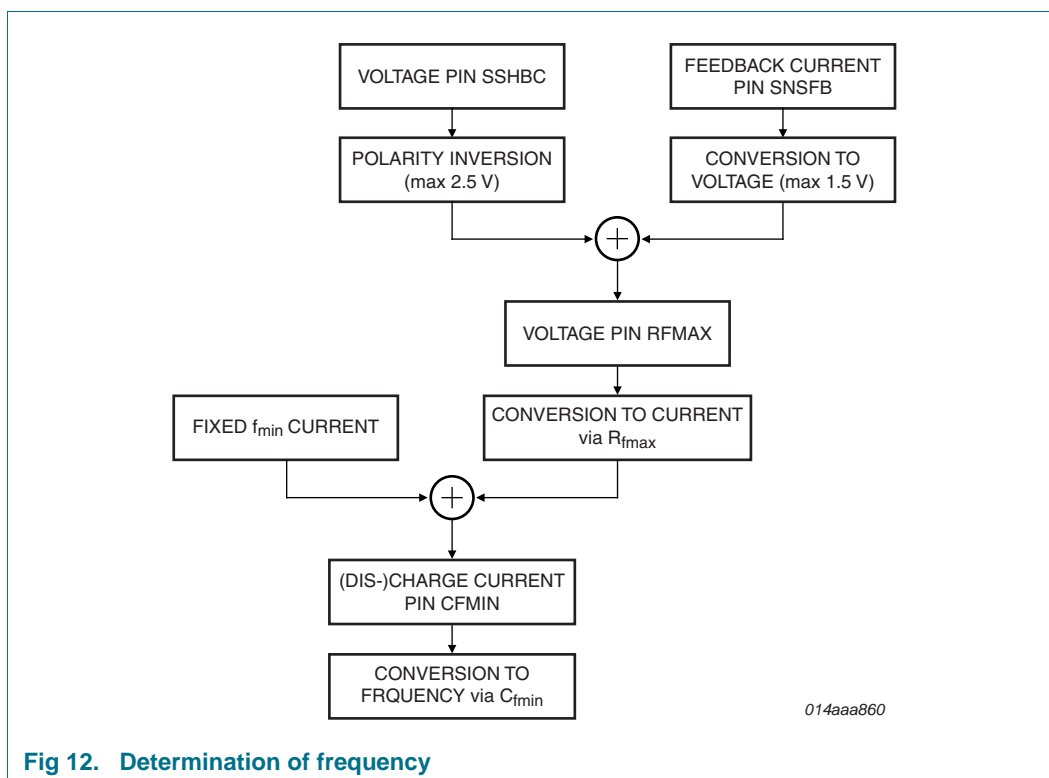 VOLTAGE PIN SSHBC
FEEDBACK CURRENT
PIN SNSFB
POLARITY INVERSION
(max 2.5 V)
CONVERSION TO
VOLTAGE (max 1.5 V)
+
VOLTAGE PIN RFMAX
FIXED fmin CURRENT
CONVERSION TO CURRENT
via Rfmax
+
(DIS-)CHARGE CURRENT
PIN CFMIN
CONVERSION TO
FRQUENCY via Cfmin
014aaa860
Fig 12. Determination of frequency